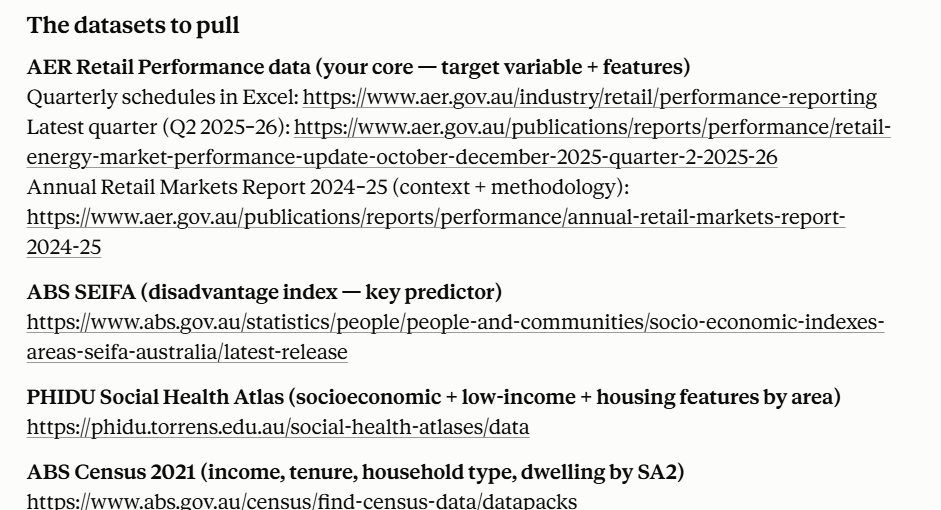 The datasets to pull
AER Retail Performance data (your core — target variable + features)
Quarterly schedules in Excel: https://www.aer.gov.au/industry/retail/performance-reporting
Latest quarter (Q2 2025–26): https://www.aer.gov.au/publications/reports/performance/retail-
energy-market-performance-update-october-december-2025-quarter-2-2025-26
Annual Retail Markets Report 2024–25 (context + methodology):
https://www.aer.gov.au/publications/reports/performance/annual-retail-markets-report-
2024-25
ABS SEIFA (disadvantage index — key predictor)
https://www.abs.gov.au/statistics/people/people-and-communities/socio-economic-indexes-
areas-seifa-australia/latest-release
PHIDU Social Health Atlas (socioeconomic + low-income + housing features by area)
https://phidu.torrens.edu.au/social-health-atlases/data
ABS Census 2021 (income, tenure, household type, dwelling by SA2)
https://www.abs.gov.au/census/find-census-data/datapacks